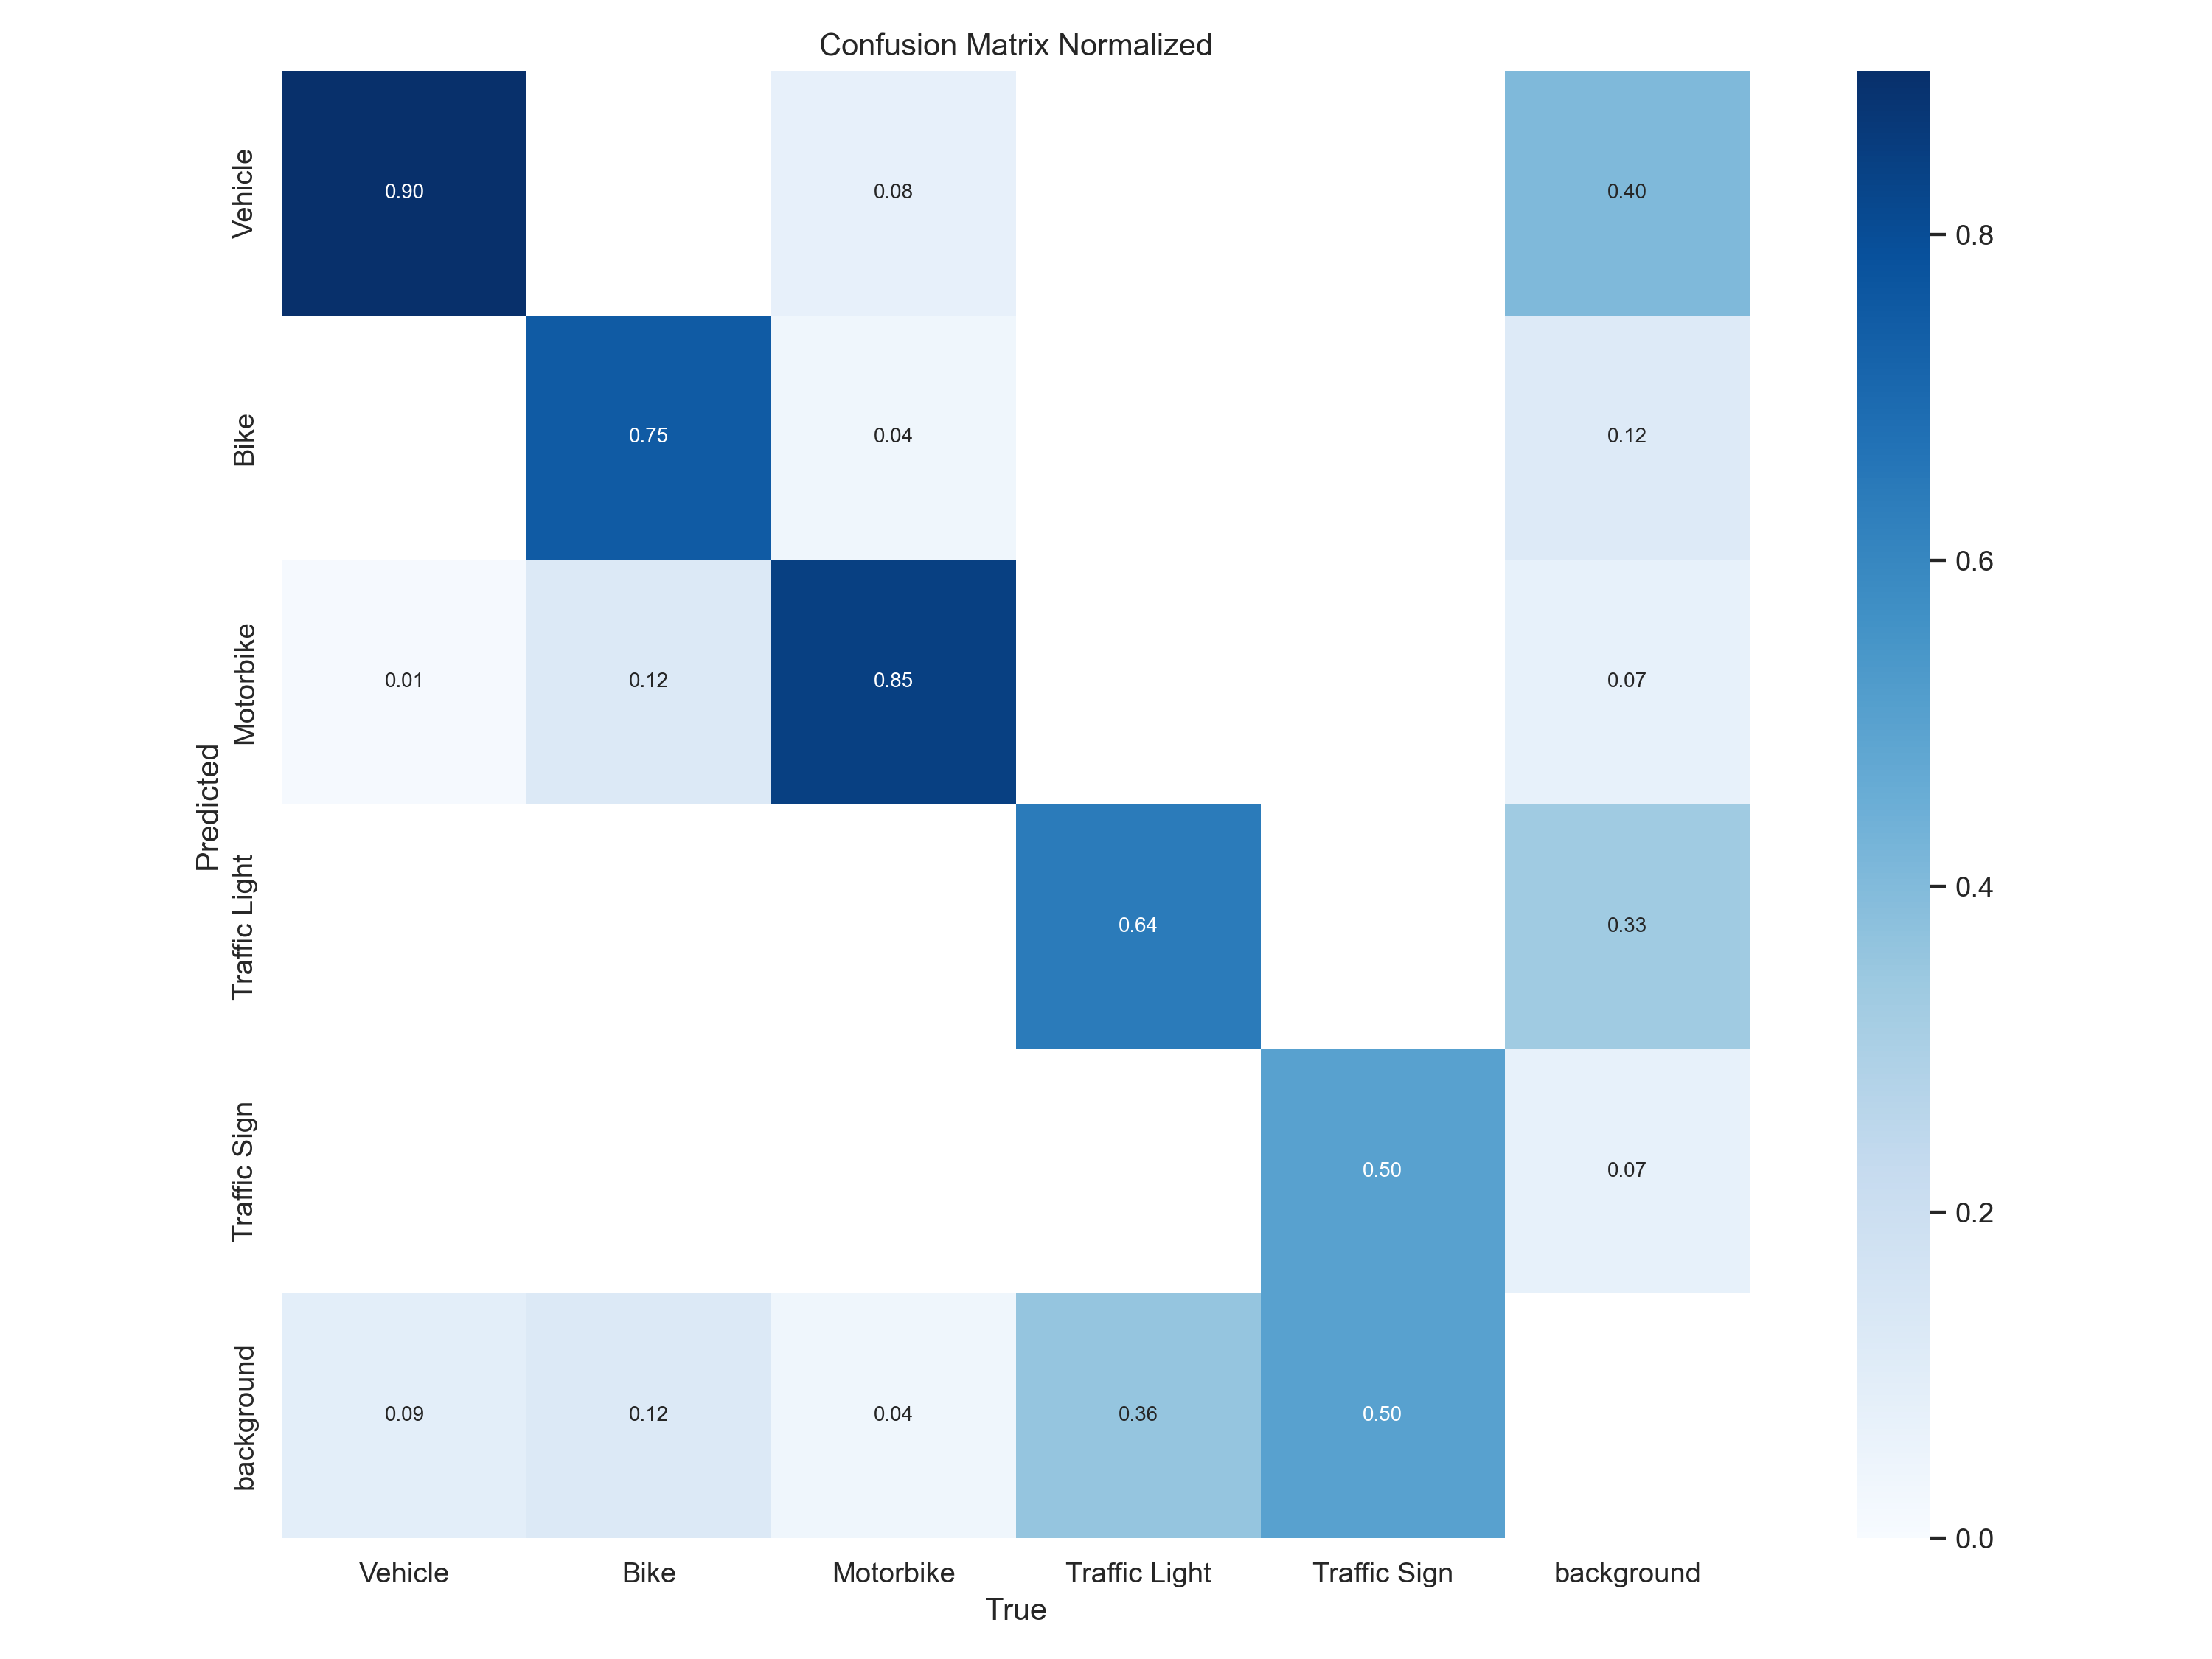 Confusion Matrix Normalized
Vehicle
0.90
0.08
0.40
0.8
Bike
0.75
0.04
0.12
0.6
Motorbike
0.01
0.12
0.85
0.07
Predicted
Traffic Light
0.64
0.33
0.4
Traffic Sign
0.50
0.07
0.2
background
0.09
0.12
0.04
0.36
0.50
0.0
Vehicle
Bike
Motorbike
Traffic Light
Traffic Sign
background
True